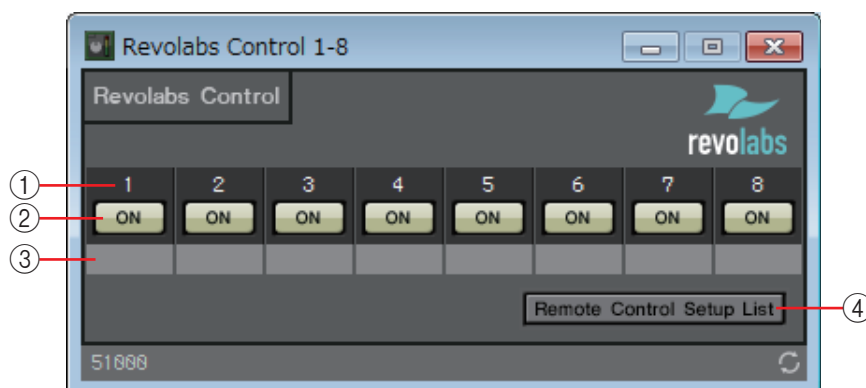 Revolabs Control 1-8
Revolabs Control
revolabs
① 1 2 3 4 5 6 7 8
② ON ON ON ON ON ON ON ON
③
Remote Control Setup List ④
51000